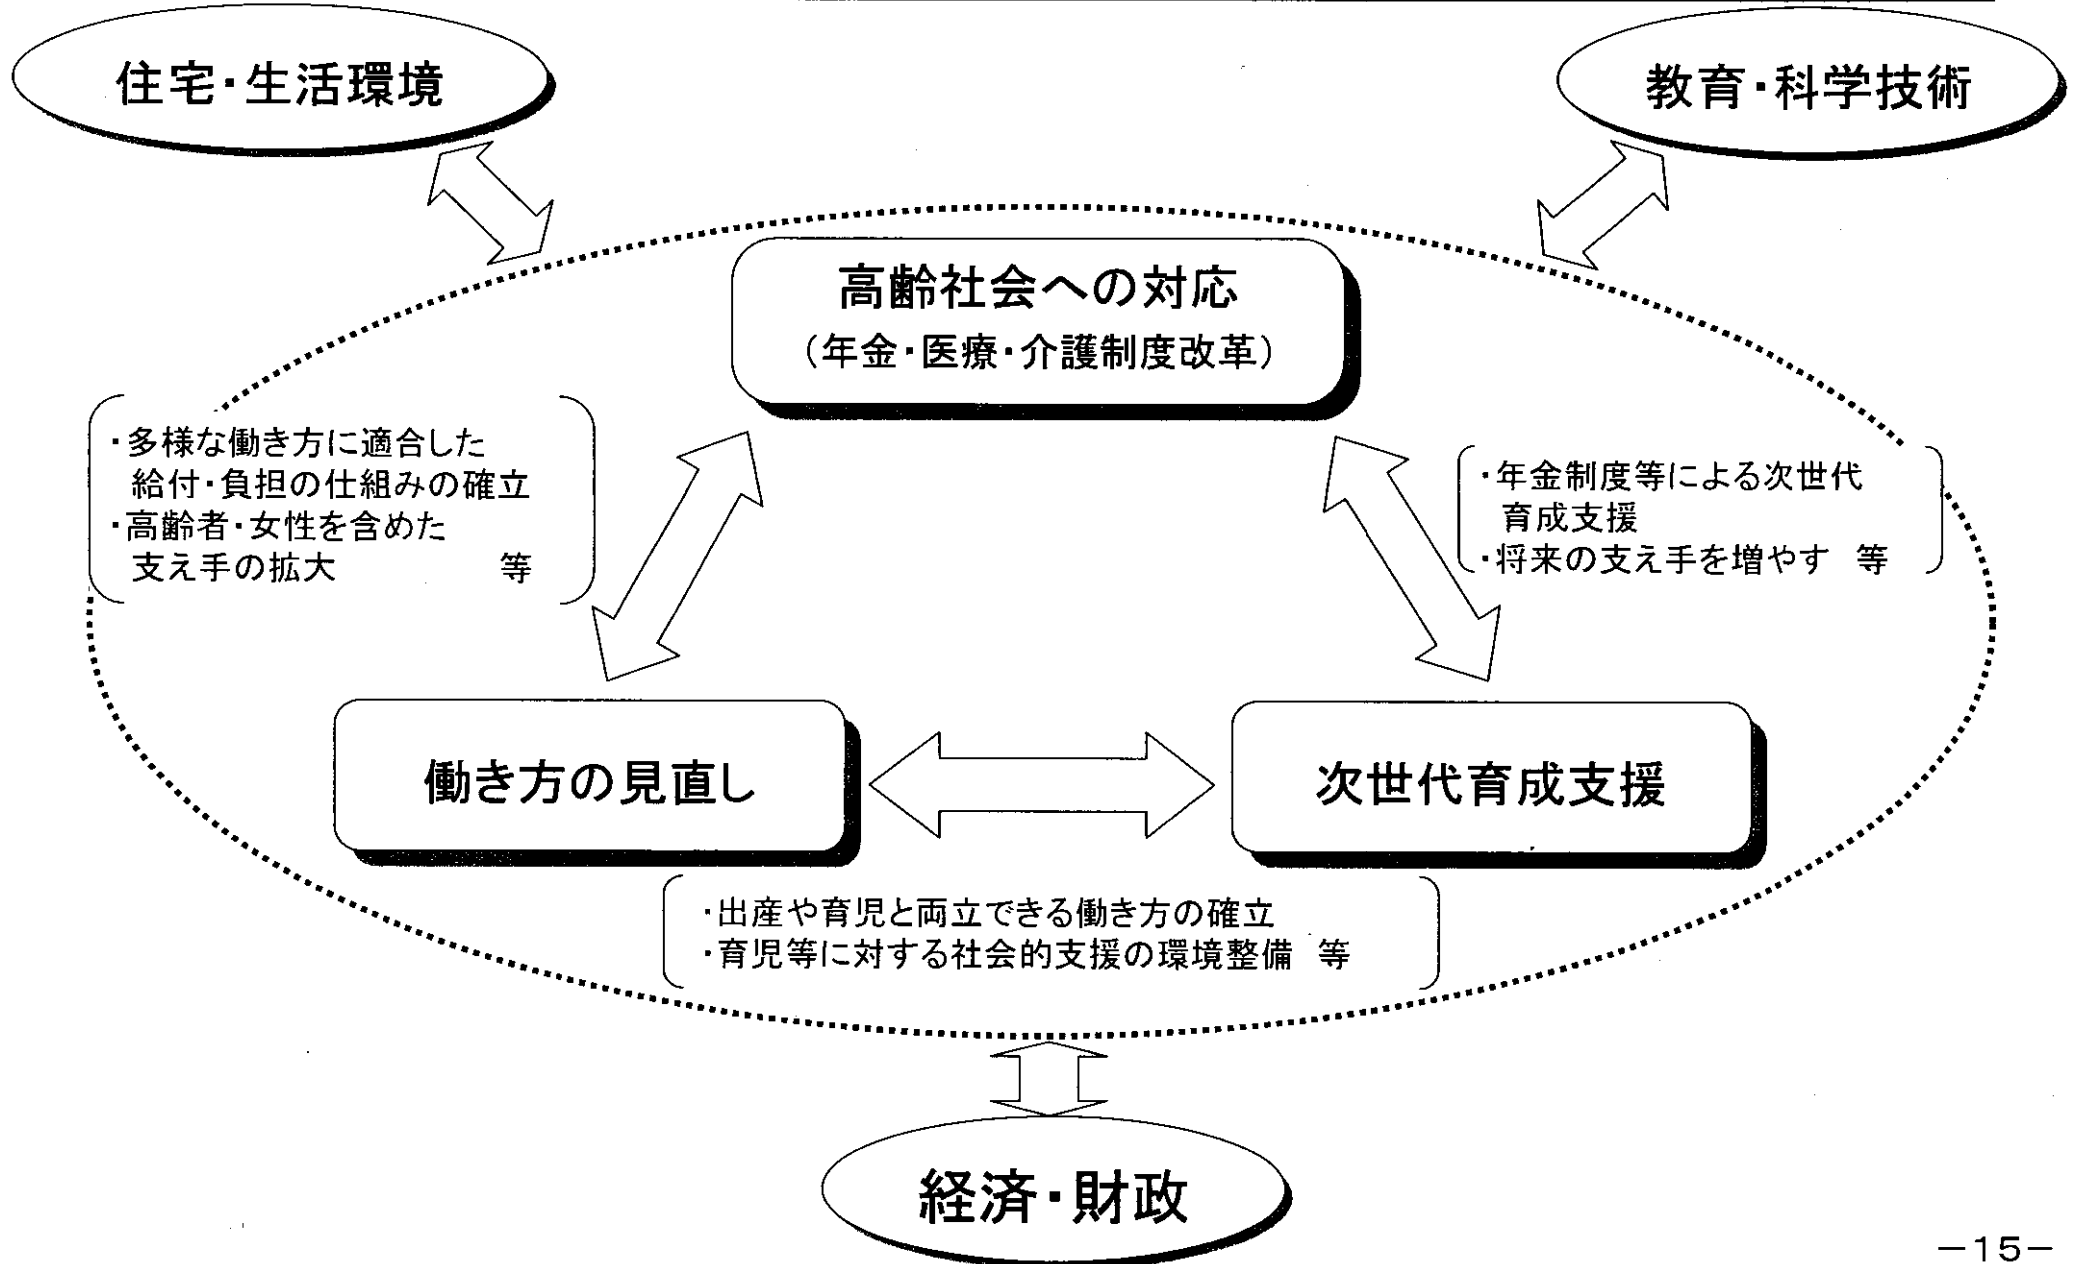 住宅・生活環境
教育・科学技術
高齢社会への対応
（年金・医療・介護制度改革）
・多様な働き方に適合した
給付・負担の仕組みの確立
・高齢者・女性を含めた
支え手の拡大　等
・年金制度等による次世代
育成支援
・将来の支え手を増やす　等
働き方の見直し
次世代育成支援
・出産や育児と両立できる働き方の確立
・育児等に対する社会的支援の環境整備　等
経済・財政
－15－